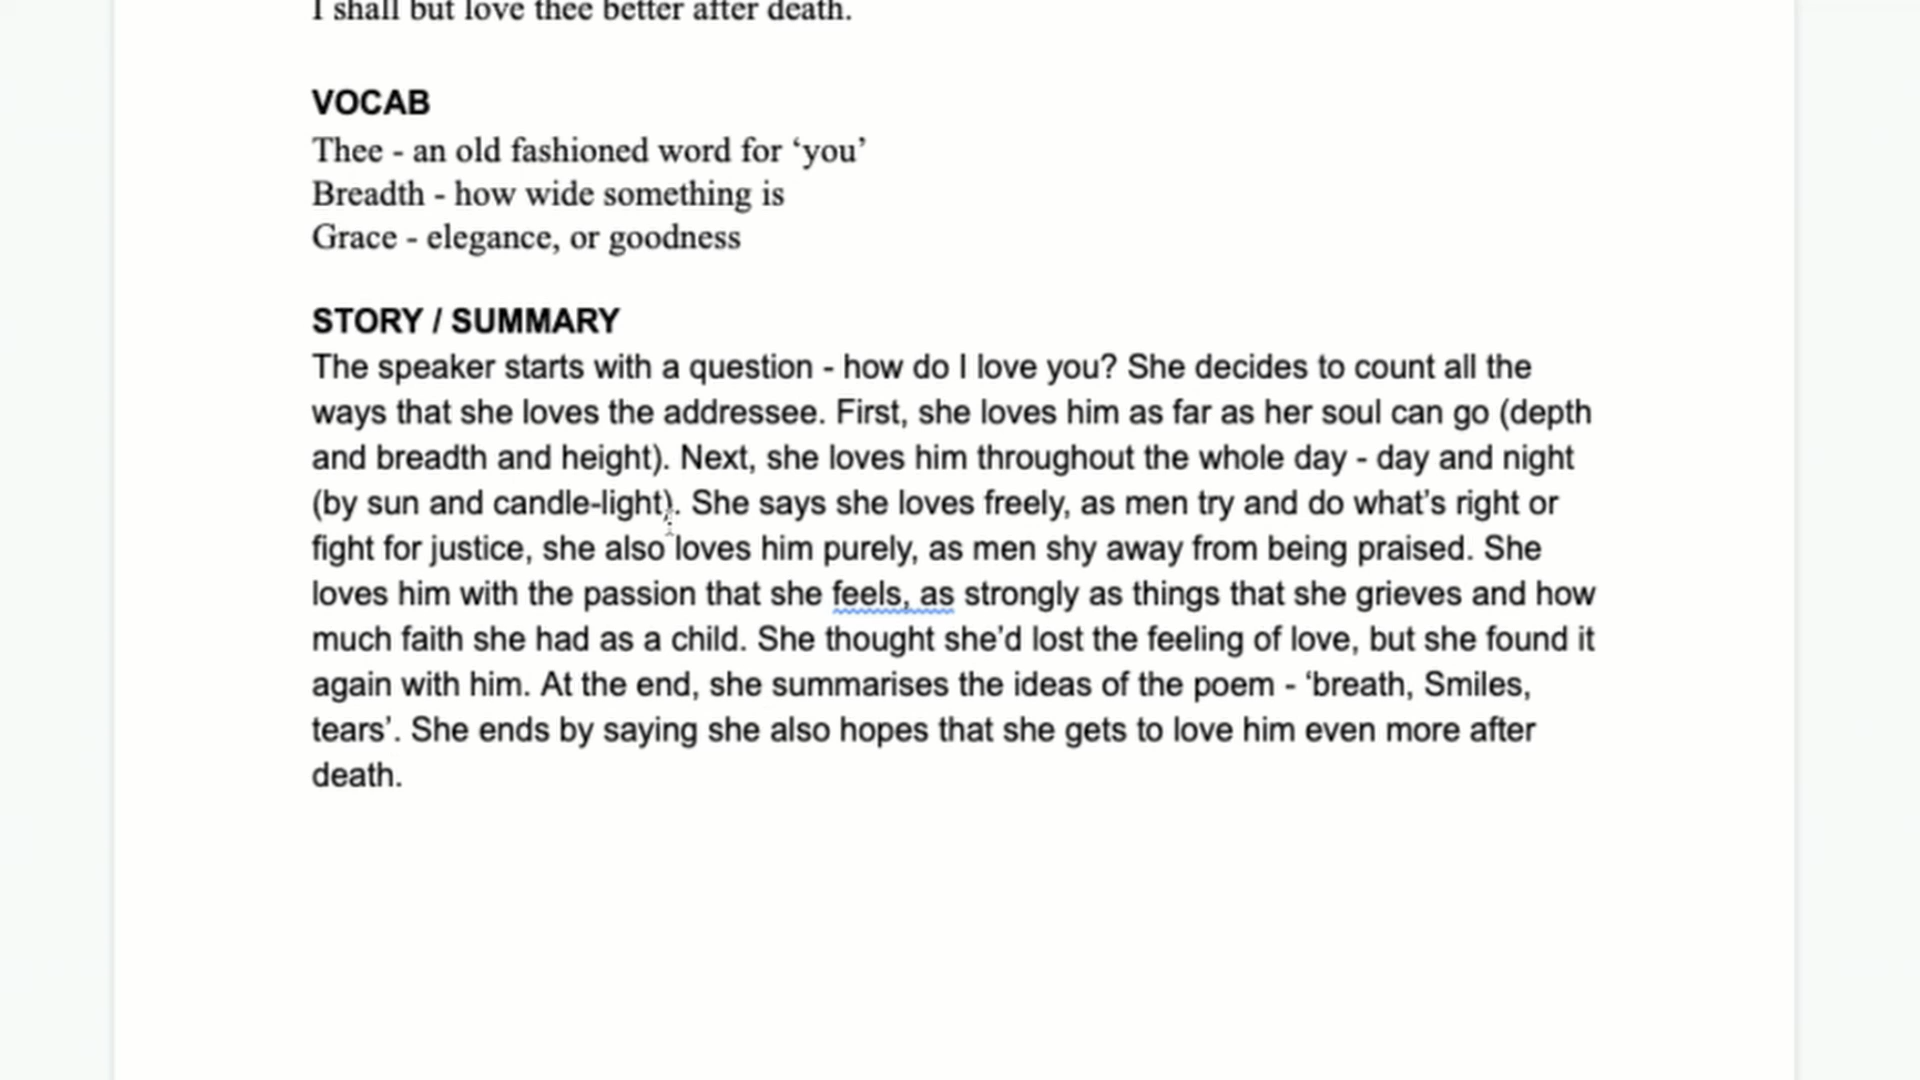 I shall but love thee better after death.
VOCAB
Thee - an old fashioned word for ‘you’
Breadth - how wide something is
Grace - elegance, or goodness
STORY / SUMMARY
The speaker starts with a question - how do I love you? She decides to count all the
ways that she loves the addressee. First, she loves him as far as her soul can go (depth
and breadth and height). Next, she loves him throughout the whole day - day and night
(by sun and candle-light). She says she loves freely, as men try and do what’s right or
fight for justice, she also loves him purely, as men shy away from being praised. She
loves him with the passion that she feels, as strongly as things that she grieves and how
much faith she had as a child. She thought she’d lost the feeling of love, but she found it
again with him. At the end, she summarises the ideas of the poem - ‘breath, Smiles,
tears’. She ends by saying she also hopes that she gets to love him even more after
death.